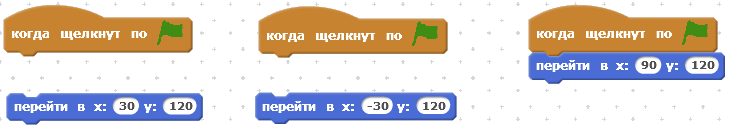 когда щелкнут по
перейти в x: 30 y: 120
когда щелкнут по
перейти в x: -30 y: 120
когда щелкнут по
перейти в x: 90 y: 120